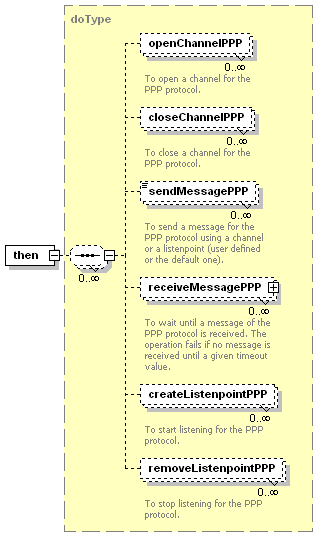 doType
openChannelPPP
0..∞
To open a channel for the
PPP protocol.
closeChannelPPP
0..∞
To close a channel for the
PPP protocol.
sendMessagePPP
0..∞
To send a message for the
PPP protocol using a channel
or a listenpoint (user defined
or the default one).
then
0..∞
receiveMessagePPP
0..∞
To wait until a message of the
PPP protocol is received. The
operation fails if no message is
received until a given timeout
value.
createListenpointPPP
0..∞
To start listening for the PPP
protocol.
removeListenpointPPP
0..∞
To stop listening for the PPP
protocol.